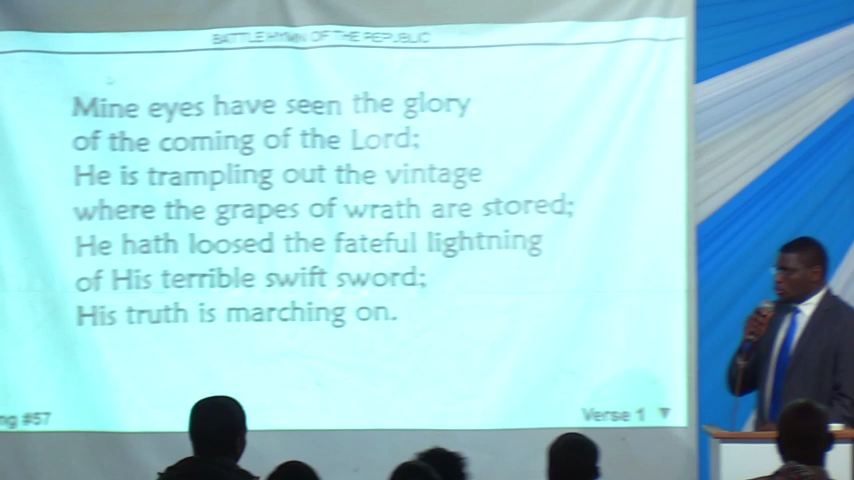 BATTLE HYMN OF THE REPUBLIC
Mine eyes have seen the glory
of the coming of the Lord;
He is trampling out the vintage
where the grapes of wrath are stored;
He hath loosed the fateful lightning
of His terrible swift sword;
His truth is marching on.
ng #57
Verse 1 ▼